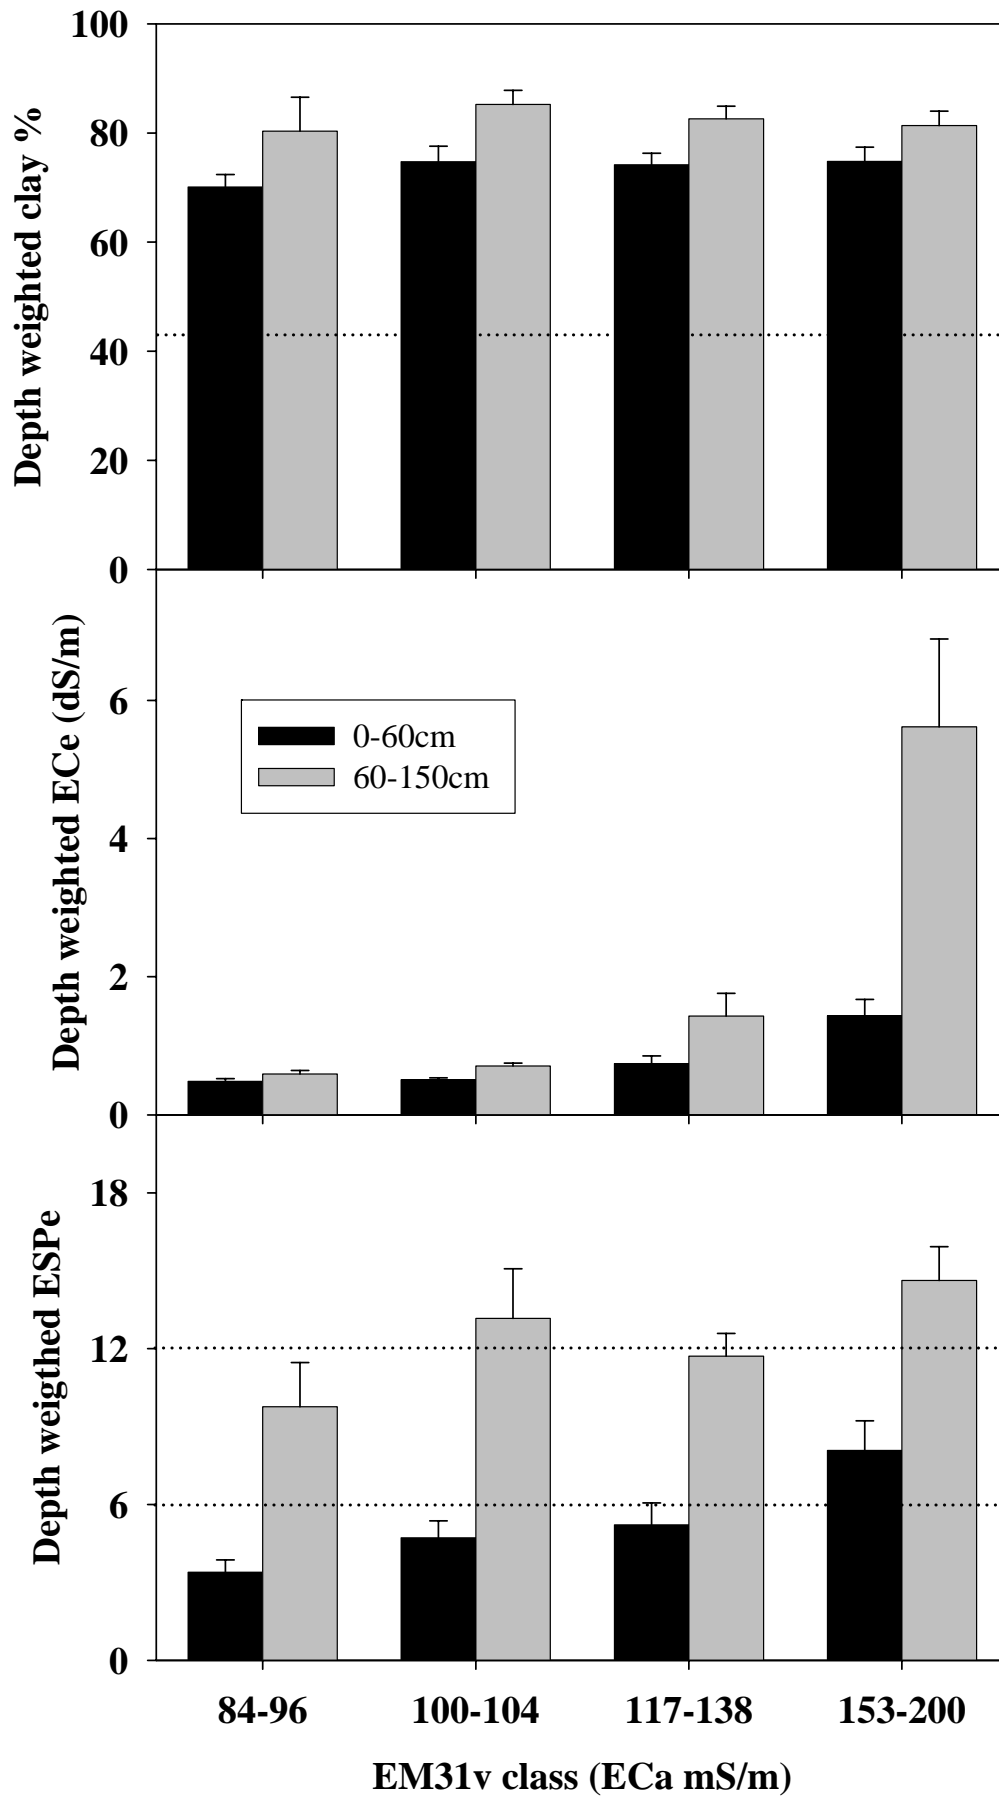 100
80
60
40
20
0
Depth weighted clay %
6
4
2
0
Depth weighted ECe (dS/m)
0-60cm
60-150cm
18
12
6
0
Depth weigthed ESPe
84-96 100-104 117-138 153-200
EM31v class (ECa mS/m)